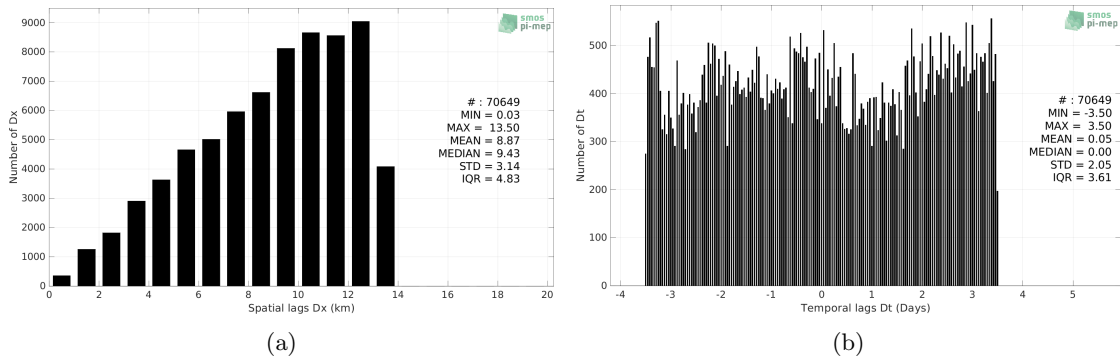 9000
8000
7000
6000
5000
4000
3000
2000
1000
0
Number of Dx
0 2 4 6 8 10 12 14 16 18 20
Spatial lags Dx (km)
smos
pi-mep
# : 70649
MIN = 0.03
MAX = 13.50
MEAN = 8.87
MEDIAN = 9.43
STD = 3.14
IQR = 4.83
(a)
500
400
300
200
100
0
Number of Dt
-4 -3 -2 -1 0 1 2 3 4 5
Temporal lags Dt (Days)
smos
pi-mep
# : 70649
MIN = -3.50
MAX = 3.50
MEAN = 0.05
MEDIAN = 0.00
STD = 2.05
IQR = 3.61
(b)